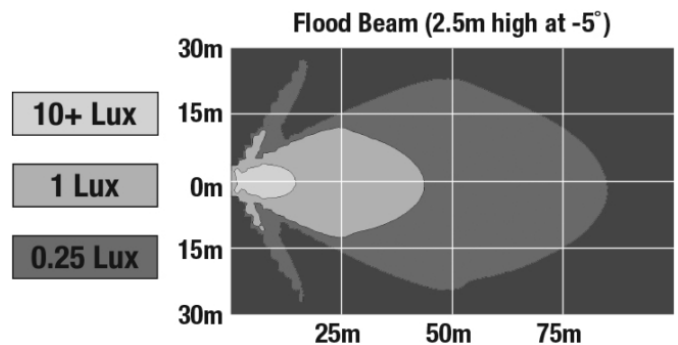 Flood Beam (2.5m high at -5°)
30m
15m
0m
15m
30m
25m 50m 75m
10+ Lux
1 Lux
0.25 Lux